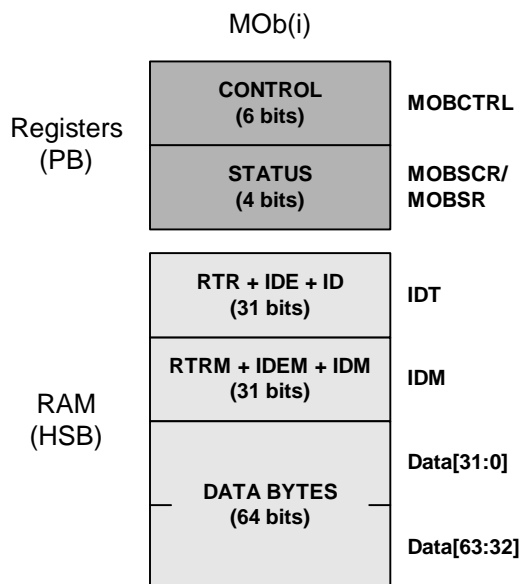 MOb(i)
Registers
(PB)
CONTROL
(6 bits)
MOBCTRL
STATUS
(4 bits)
MOBSCR/
MOBSR
RAM
(HSB)
RTR + IDE + ID
(31 bits)
IDT
RTRM + IDEM + IDM
(31 bits)
IDM
DATA BYTES
(64 bits)
Data[31:0]
Data[63:32]